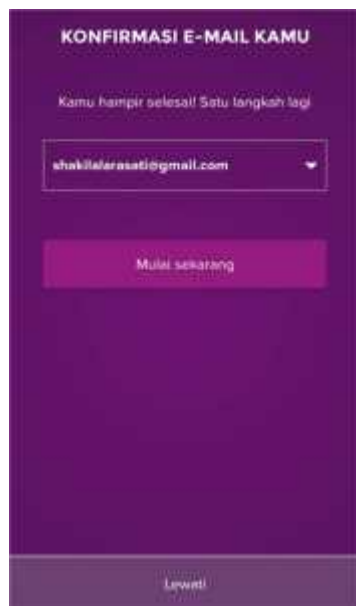 KONFIRMASI E-MAIL KAMU
Kamu hampir selesai! Satu langkah lagi
shakilalarasati@gmail.com
Mulai sekarang
Lewati